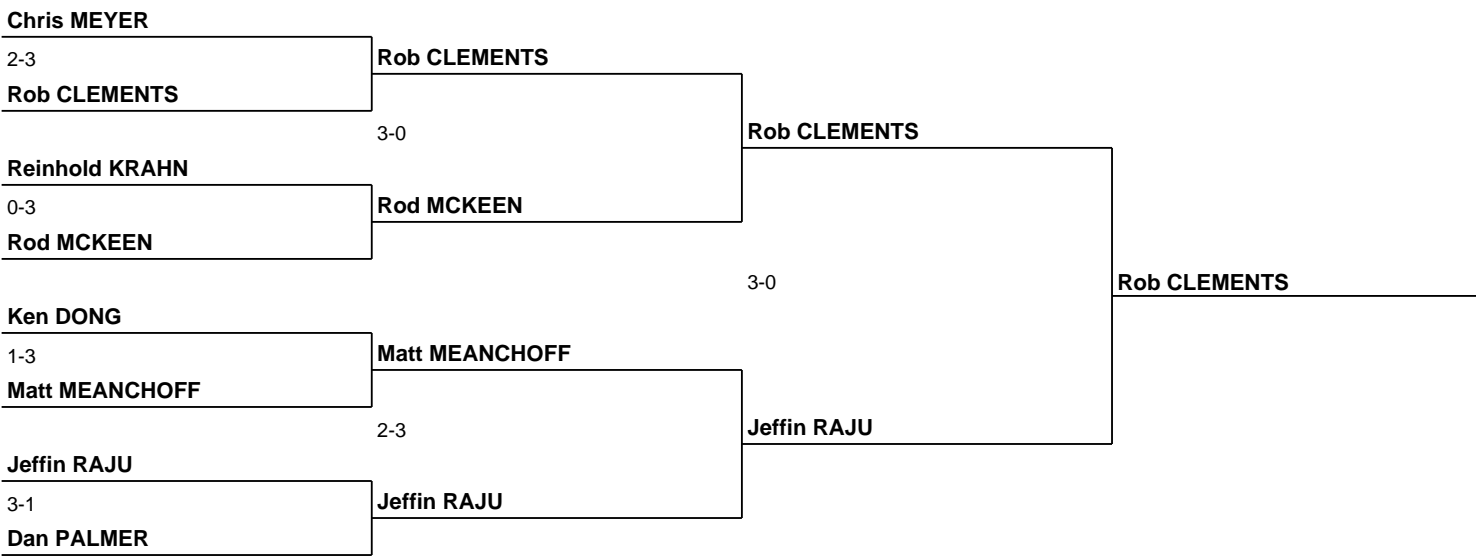 Chris MEYER
2-3
Rob CLEMENTS
Rob CLEMENTS
3-0
Rob CLEMENTS
Reinhold KRAHN
0-3
Rod MCKEEN
Rod MCKEEN
3-0
Rob CLEMENTS
Ken DONG
1-3
Matt MEANCHOFF
Matt MEANCHOFF
2-3
Jeffin RAJU
Jeffin RAJU
3-1
Jeffin RAJU
Dan PALMER